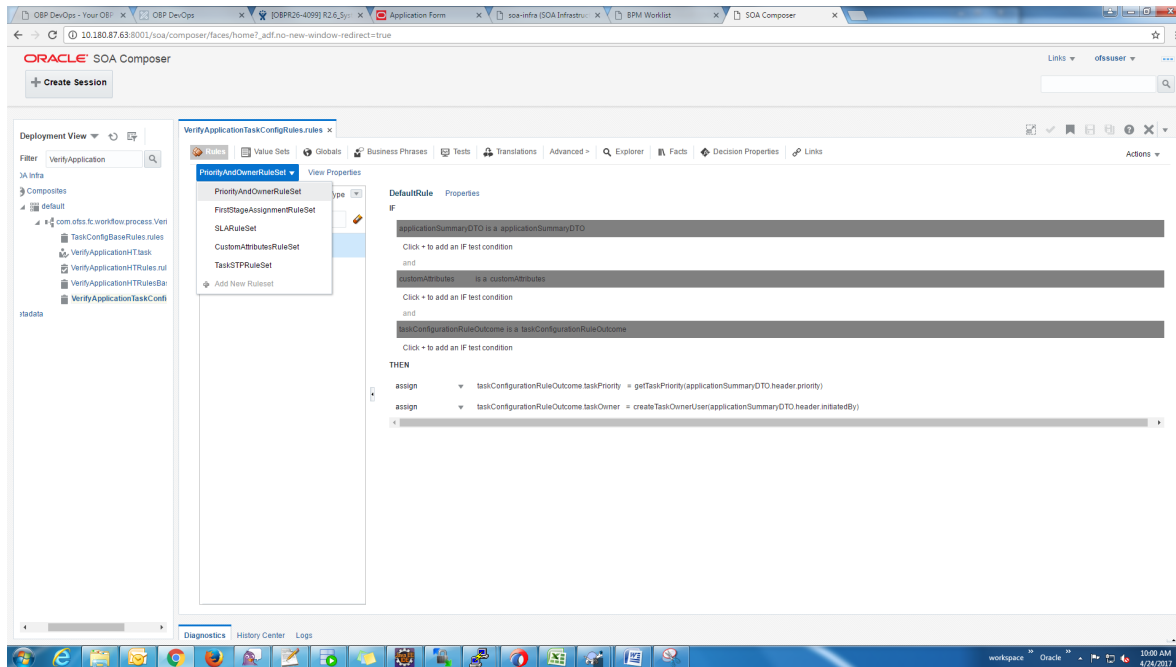 OBP DevOps - Your OBP
OBP DevOps
[OBPR26-4099] R2.6_Sys
Application Form
soa-infra (SOA Infrastruc
BPM Worklist
SOA Composer
10.180.87.63:8001/soa/composer/faces/home?_adf.no-new-window-redirect=true
ORACLE SOA Composer
Links
ofssuser
Create Session
Deployment View
Filter VerifyApplication
OA Infra
Composites
default
com.ofss.fc.workflow.process.Veri
TaskConfigBaseRules.rules
VerifyApplicationHT.task
VerifyApplicationHTRules.rul
VerifyApplicationHTRulesBa
VerifyApplicationTaskConfi
etadata
VerifyApplicationTaskConfigRules.rules
Rules Value Sets Globals Business Phrases Tests Translations Advanced > Explorer Facts Decision Properties Links
Actions
PriorityAndOwnerRuleSet View Properties
PriorityAndOwnerRuleSet
FirstStageAssignmentRuleSet
SLARuleSet
CustomAttributesRuleSet
TaskSTPRuleSet
Add New Ruleset
ype
DefaultRule Properties
IF
applicationSummaryDTO is a applicationSummaryDTO
Click + to add an IF test condition
and
customAttributes is a customAttributes
Click + to add an IF test condition
and
taskConfigurationRuleOutcome is a taskConfigurationRuleOutcome
Click + to add an IF test condition
THEN
assign taskConfigurationRuleOutcome.taskPriority = getTaskPriority(applicationSummaryDTO.header.priority)
assign taskConfigurationRuleOutcome.taskOwner = createTaskOwnerUser(applicationSummaryDTO.header.initiatedBy)
Diagnostics History Center Logs
workspace » Oracle »
10:00 AM